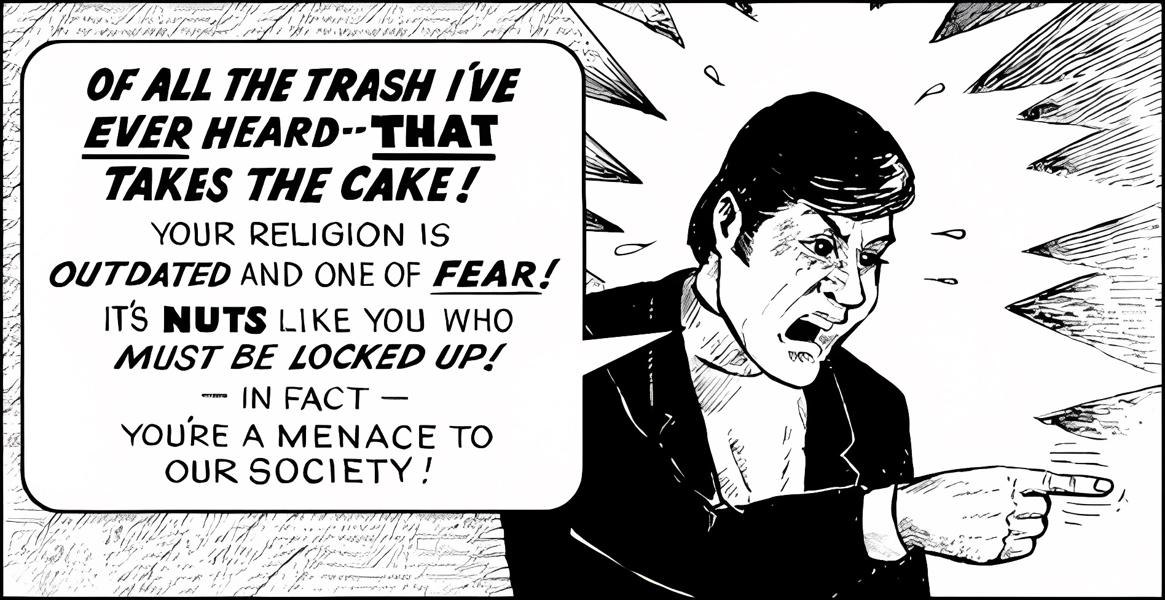 OF ALL THE TRASH I'VE
EVER HEARD--THAT
TAKES THE CAKE!
YOUR RELIGION IS
OUTDATED AND ONE OF FEAR!
IT'S NUTS LIKE YOU WHO
MUST BE LOCKED UP!
— IN FACT —
YOU'RE A MENACE TO
OUR SOCIETY!